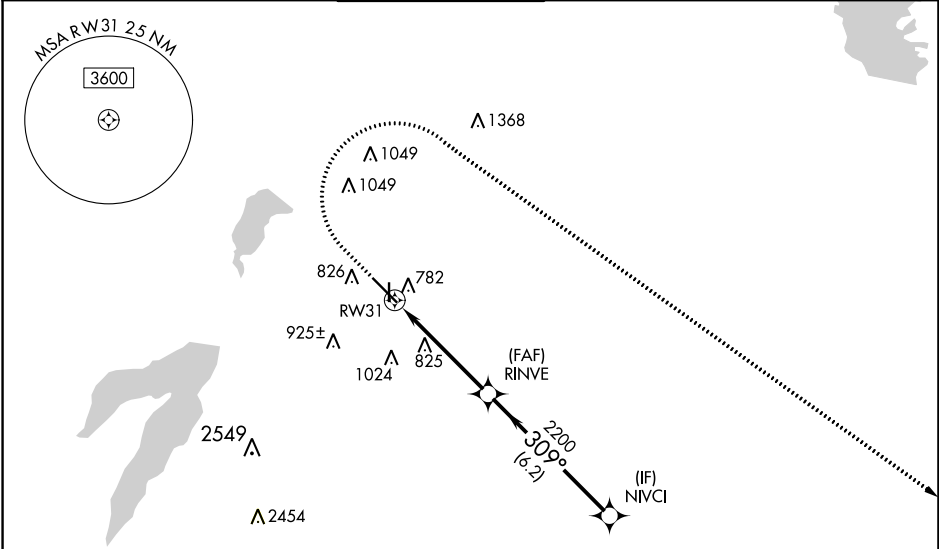 MSA RW31 25 NM
3600
1368
1049
1049
826
782
RW31
925±
1024
825
(FAF)
RINVE
2200
309°
(6.2)
(IF)
NIVCI
2549
2454